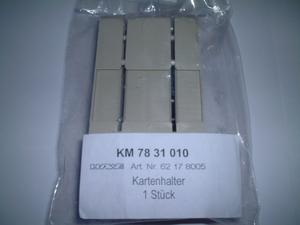 KM 78 31 010
Art Nr. 62 17 8005
Kartenhalter
1 Stück